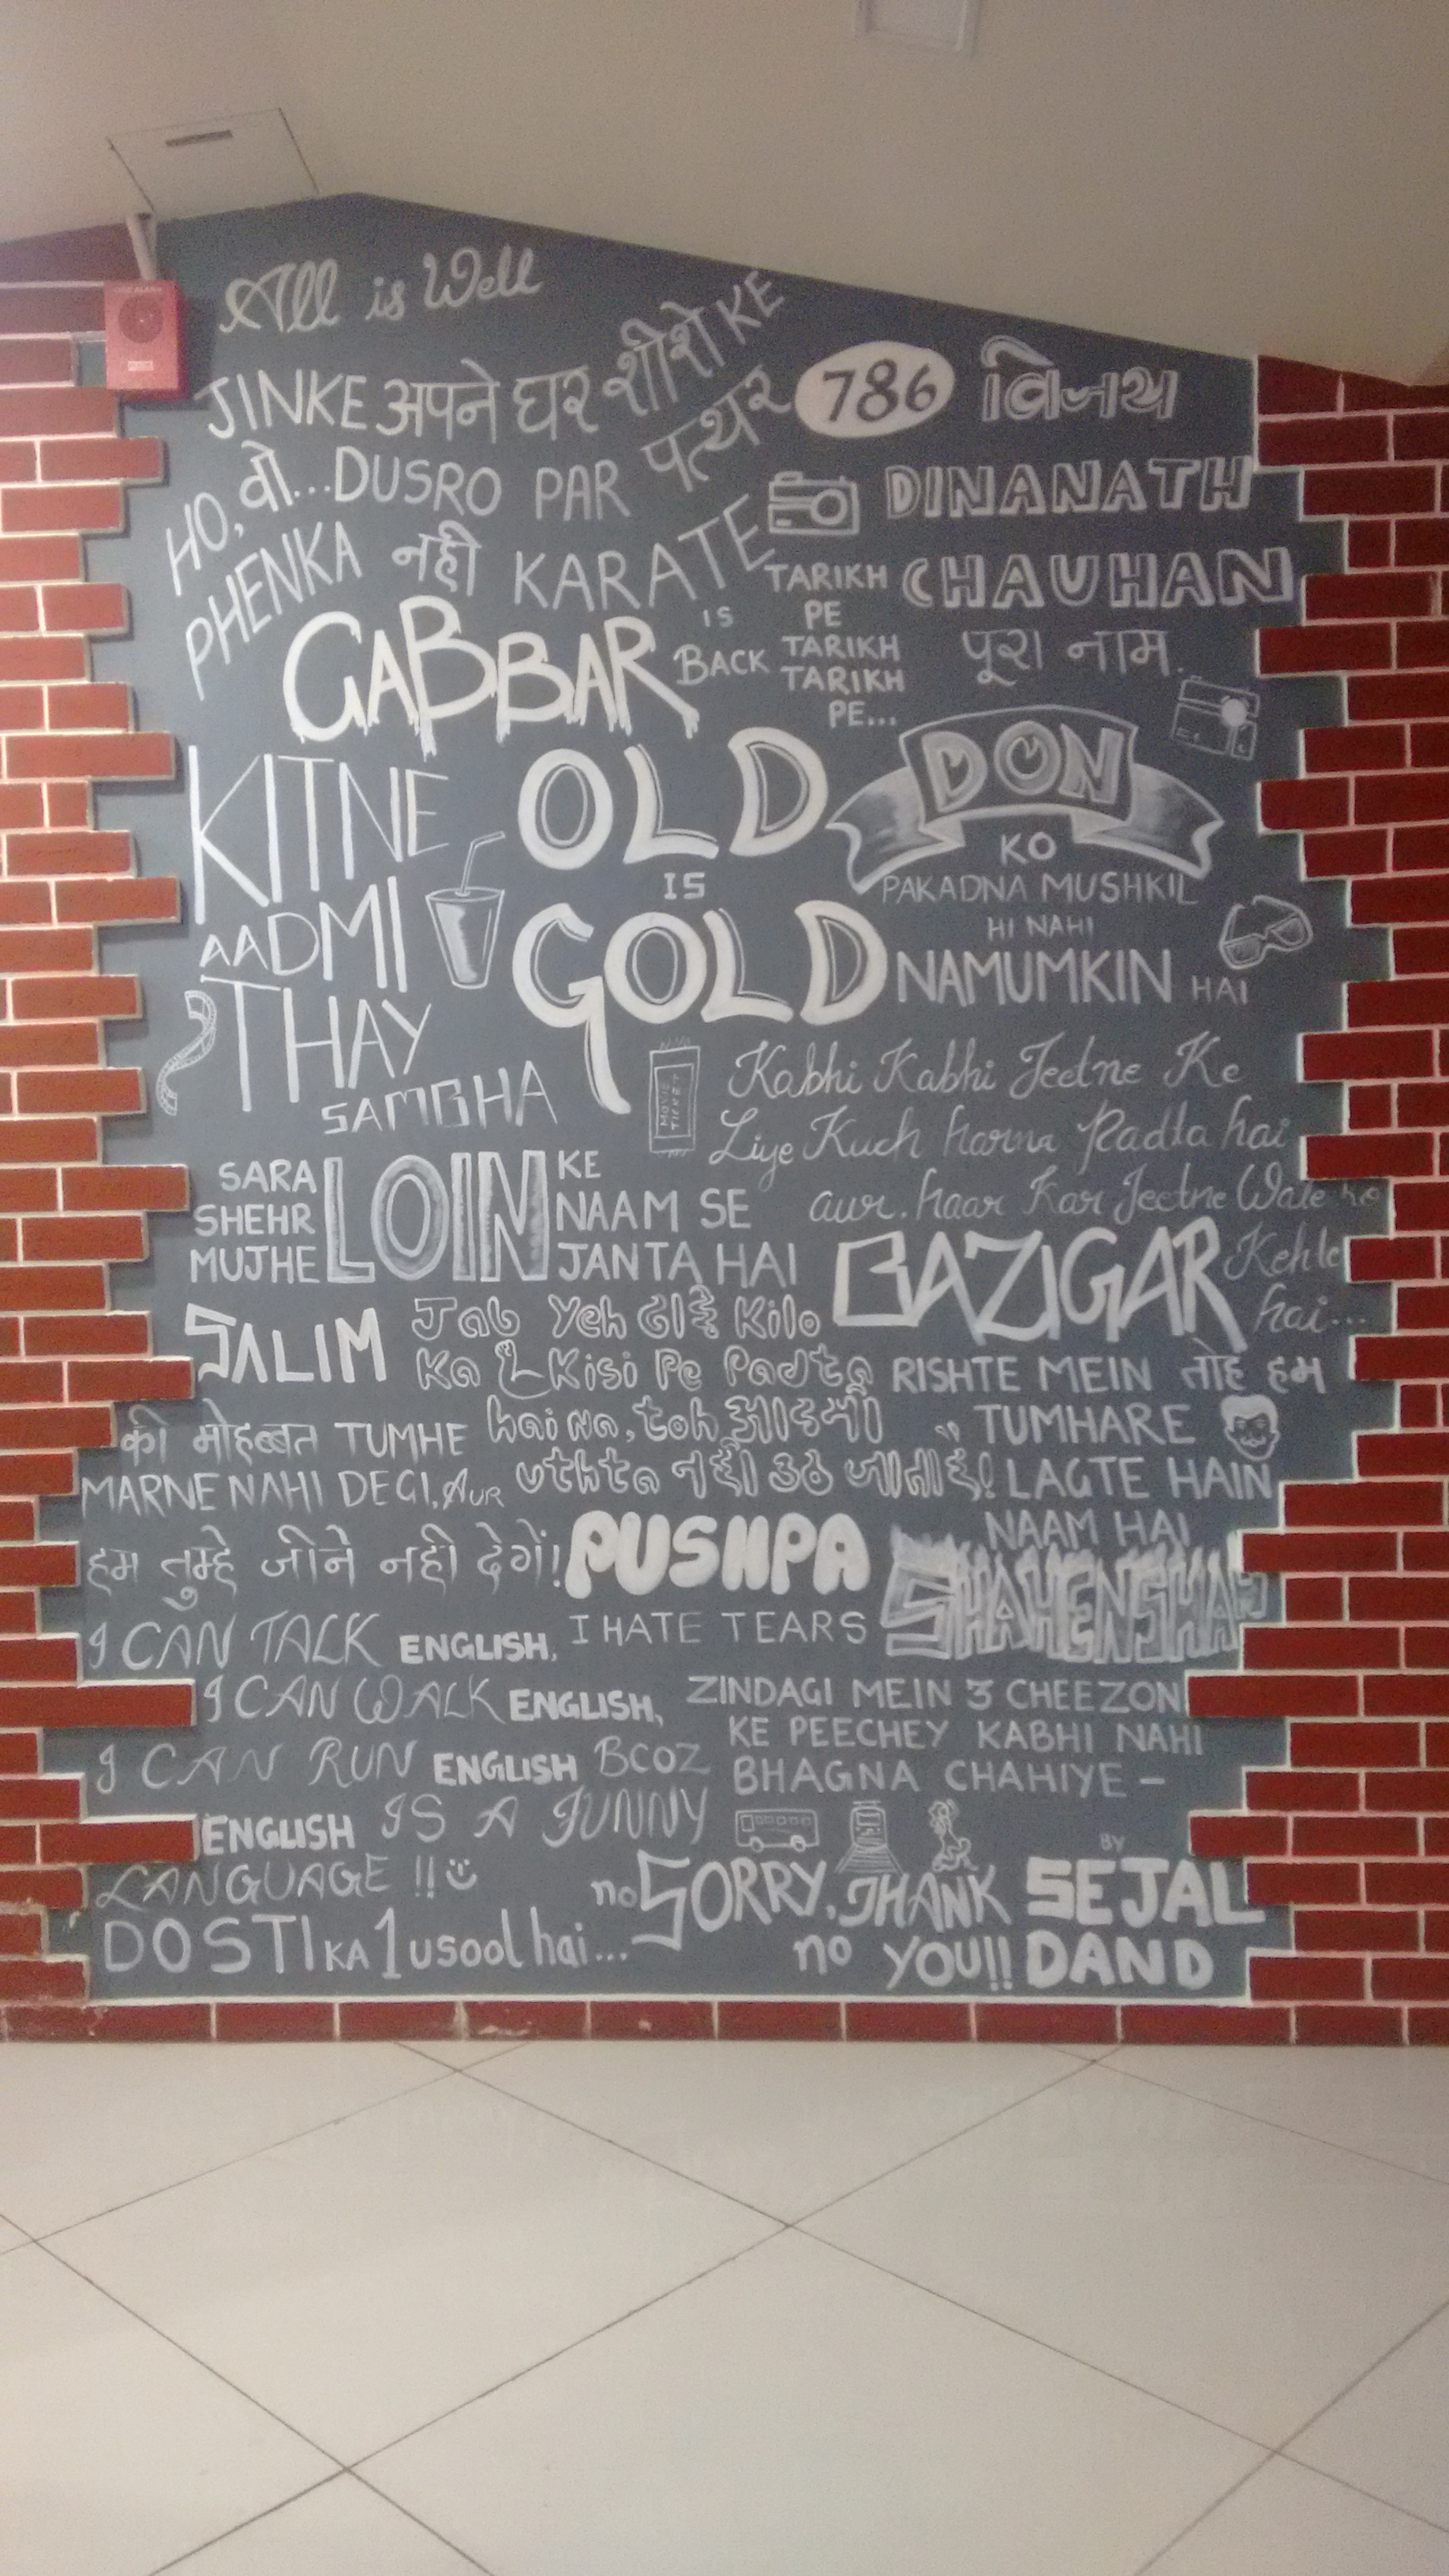 All is Well
JINKE अपने घर शीशे KE
HO, वो...DUSRO PAR पत्थर
PHENKA नही KARATE
786 विजय
DINANATH
CHAUHAN
पूरा नाम.
TARIKH
PE
TARIKH
TARIKH
PE...
GABBAR IS BACK
KITNE
AADMI
THAY
SAMBHA
OLD
IS
GOLD
DON
KO
PAKADNA MUSHKIL
HI NAHI
NAMUMKIN HAI
MOVIE
TICKET
Kabhi Kabhi Jeetne Ke
Liye Kuch harna Padta hai
aur. haar Kar Jeetne Wale ko
BAZIGAR Kehle
hai...
SARA
SHEHR
MUJHE
LOIN
KE
NAAM SE
JANTA HAI
SALIM
की मोहब्बत TUMHE
MARNE NAHI DEGI, AUR
हम तुम्हे जीने नही देगें!
Jab Yeh ढाई Kilo
Ka Kisi Pe Padta
hai na, toh आदमी
uthta नहीं उठ जाता है!
RISHTE MEIN तोह हम
TUMHARE
LAGTE HAIN
NAAM HAI
SHAHENSHAH
PUSHPA
I HATE TEARS
I CAN TALK ENGLISH,
I CAN WALK ENGLISH,
I CAN RUN ENGLISH BCOZ
ENGLISH IS A FUNNY
LANGUAGE !!
ZINDAGI MEIN 3 CHEEZON
KE PEECHEY KABHI NAHI
BHAGNA CHAHIYE -
DOSTI KA 1 usool hai...
no SORRY, THANK
no YOU!!
BY
SEJAL
DAND